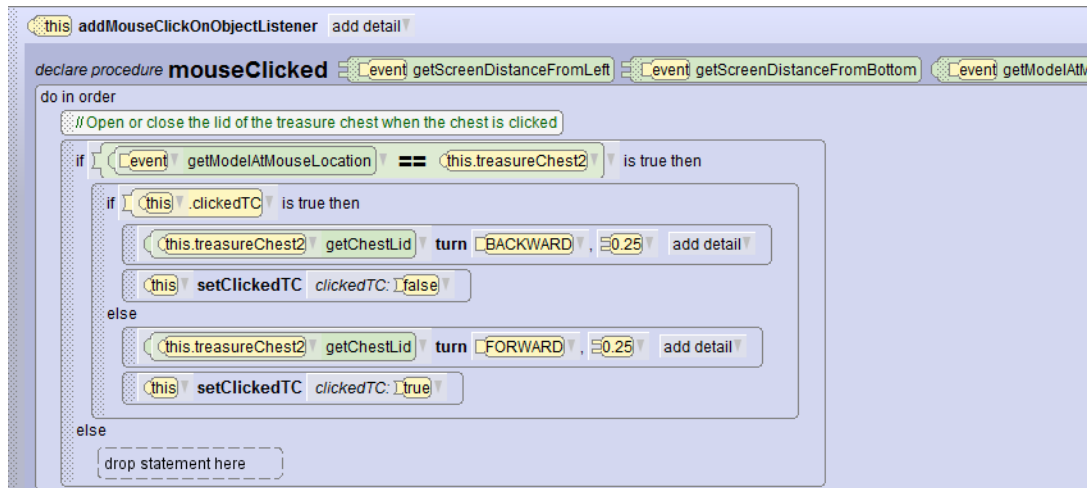 this addMouseClickOnObjectListener add detail
declare procedure mouseClicked event getScreenDistanceFromLeft event getScreenDistanceFromBottom event getModelAtM
do in order
// Open or close the lid of the treasure chest when the chest is clicked
if event getModelAtMouseLocation == this.treasureChest2 is true then
if this .clickedTC is true then
this.treasureChest2 getChestLid turn BACKWARD , 0.25 add detail
this setClickedTC clickedTC: false
else
this.treasureChest2 getChestLid turn FORWARD , 0.25 add detail
this setClickedTC clickedTC: true
else
drop statement here